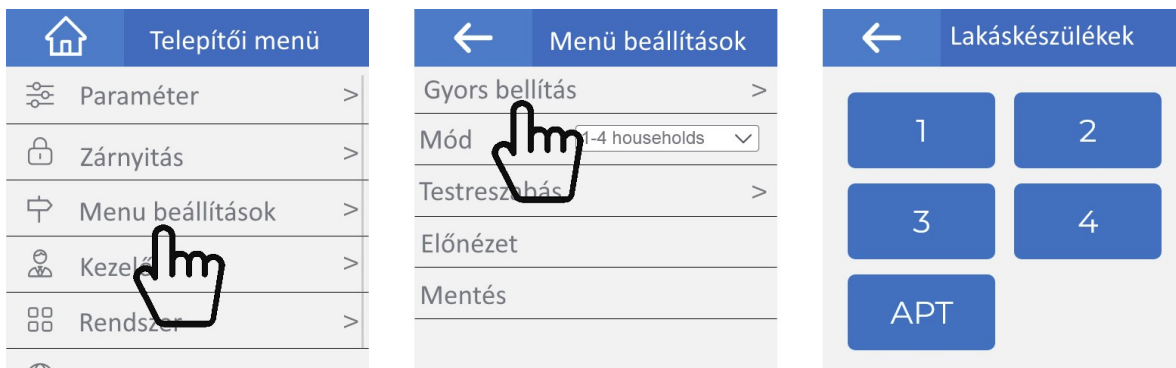 Telepítői menü
Paraméter >
Zárnyitás >
Menu beállítások >
>
Rendszer >
Menü beállítások
Gyors bellítás >
Mód 1-4 households
Testreszabás >
Előnézet
Mentés
Lakáskészülékek
1 2
3 4
APT